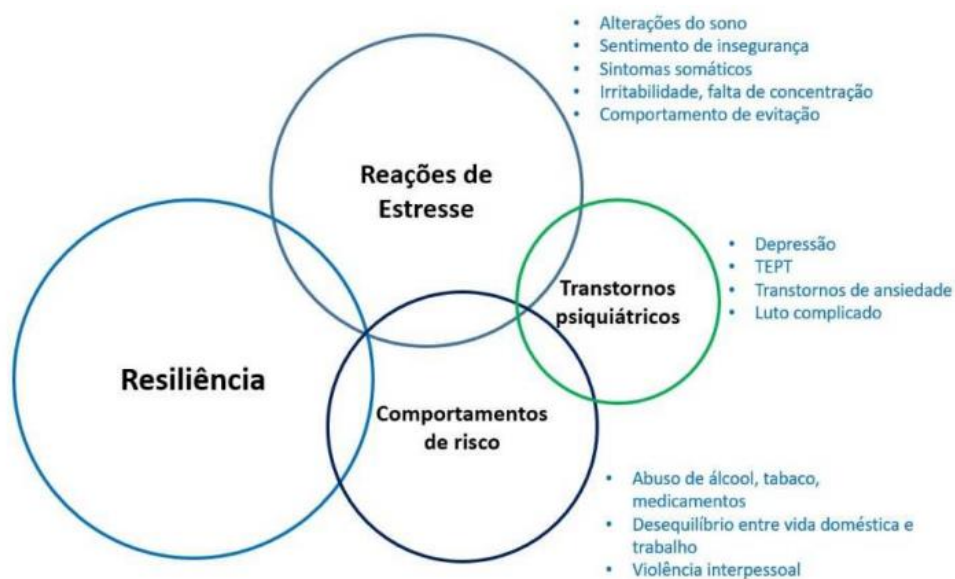 • Alterações do sono
• Sentimento de insegurança
• Sintomas somáticos
• Irritabilidade, falta de concentração
• Comportamento de evitação
Reações de
Estresse
Transtornos
psiquiátricos
• Depressão
• TEPT
• Transtornos de ansiedade
• Luto complicado
Resiliência
Comportamentos
de risco
• Abuso de álcool, tabaco,
medicamentos
• Desequilíbrio entre vida doméstica e
trabalho
• Violência interpessoal